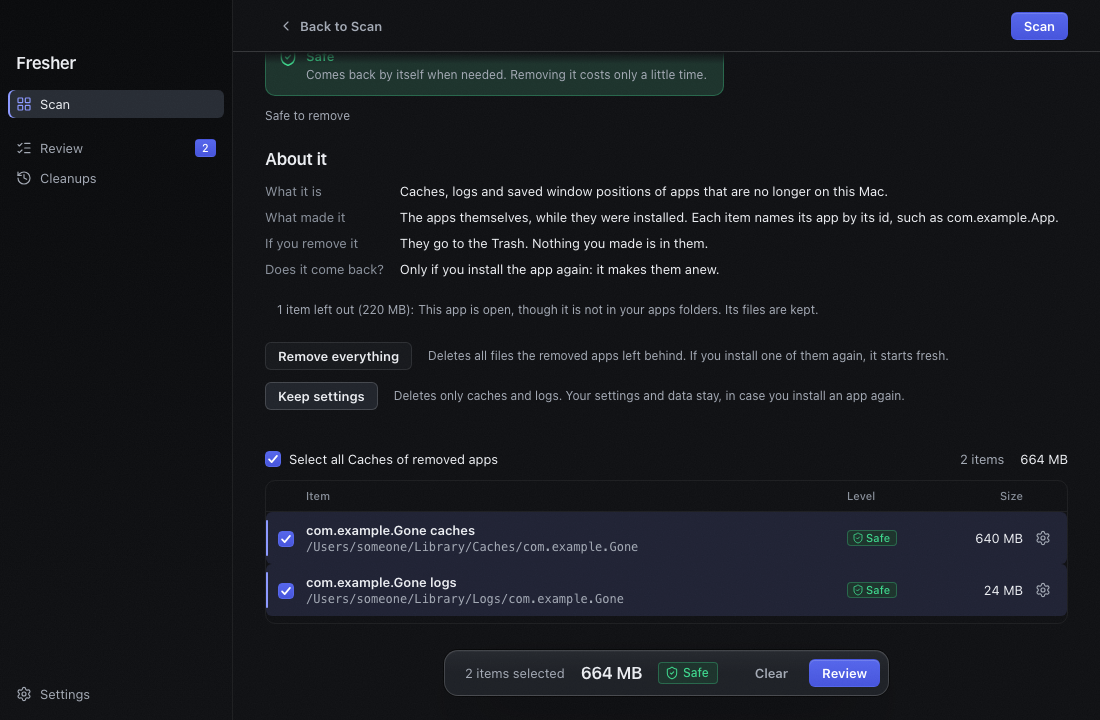 Back to Scan
Scan
Fresher
Scan
Review
2
Cleanups
Settings
Safe
Comes back by itself when needed. Removing it costs only a little time.
Safe to remove
About it
What it is Caches, logs and saved window positions of apps that are no longer on this Mac.
What made it The apps themselves, while they were installed. Each item names its app by its id, such as com.example.App.
If you remove it They go to the Trash. Nothing you made is in them.
Does it come back? Only if you install the app again: it makes them anew.
1 item left out (220 MB): This app is open, though it is not in your apps folders. Its files are kept.
Remove everything Deletes all files the removed apps left behind. If you install one of them again, it starts fresh.
Keep settings Deletes only caches and logs. Your settings and data stay, in case you install an app again.
Select all Caches of removed apps 2 items 664 MB
Item Level Size
com.example.Gone caches
/Users/someone/Library/Caches/com.example.Gone
Safe 640 MB
com.example.Gone logs
/Users/someone/Library/Logs/com.example.Gone
Safe 24 MB
2 items selected 664 MB Safe Clear Review